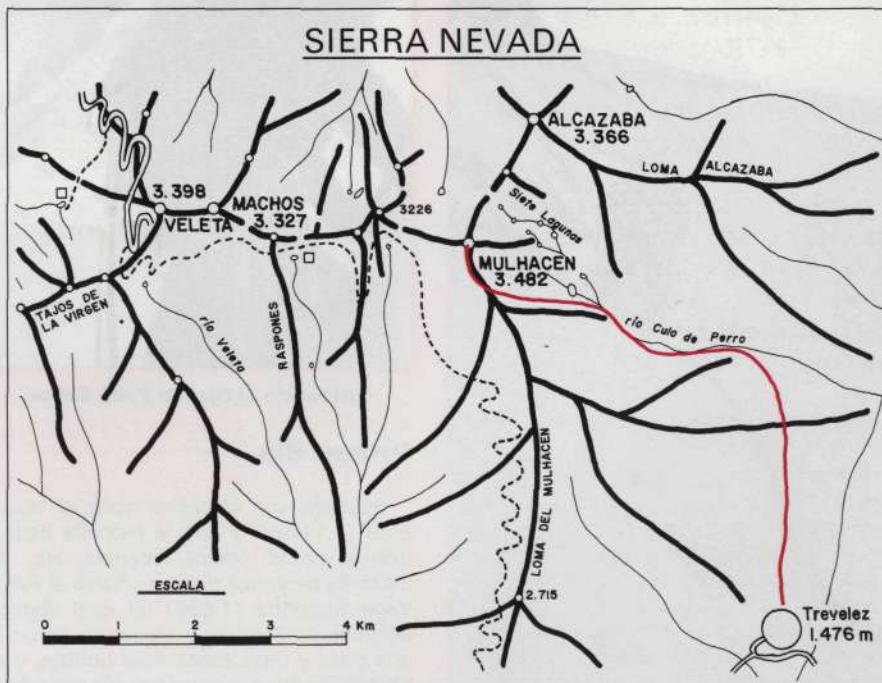 SIERRA NEVADA
ALCAZABA
3.366
LOMA ALCAZABA
3.398
VELETA
MACHOS
3.327
3226
Siete Lagunas
MULHACEN
3.482
TAJOS DE
LA VIRGEN
río Veleta
RASPONES
río Culo de Perro
LOMA DEL MULHACEN
2.715
ESCALA
0 1 2 3 4 Km
Trevelez
1.476 m